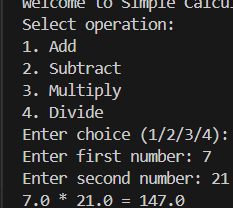 Welcome to Simple Calcu
Select operation:
1. Add
2. Subtract
3. Multiply
4. Divide
Enter choice (1/2/3/4):
Enter first number: 7
Enter second number: 21
7.0 * 21.0 = 147.0